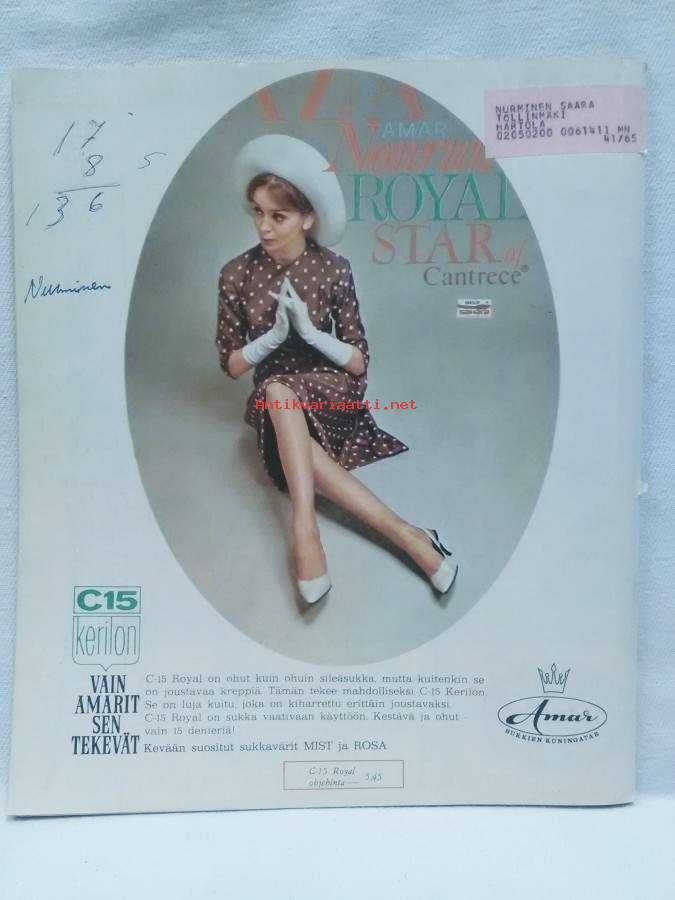 NURMINEN SAARA
TÖLLINMÄKI
HARTOLA
02050200 0061411 MN
41/65
17
8 5
136
Nurminen
AMAR
ROYAL
STAR of
Cantrece®
Antikvariaatti.net
C15
kerilon
VAIN
AMARIT
SEN
TEKEVÄT
C-15 Royal on ohut kuin ohuin sileäsukka, mutta kuitenkin se
on joustavaa kreppiä. Tämän tekee mahdolliseksi C-15 Kerilon.
Se on luja kuitu, joka on kiharrettu erittäin joustavaksi.
C-15 Royal on sukka vaativaan käyttöön. Kestävä ja ohut –
vain 15 denieriä!
Kevään suositut sukkavärit MIST ja ROSA
Amar
SUKKIEN KUNINGATAR
C-15 Royal
ohjehinta — 5,45